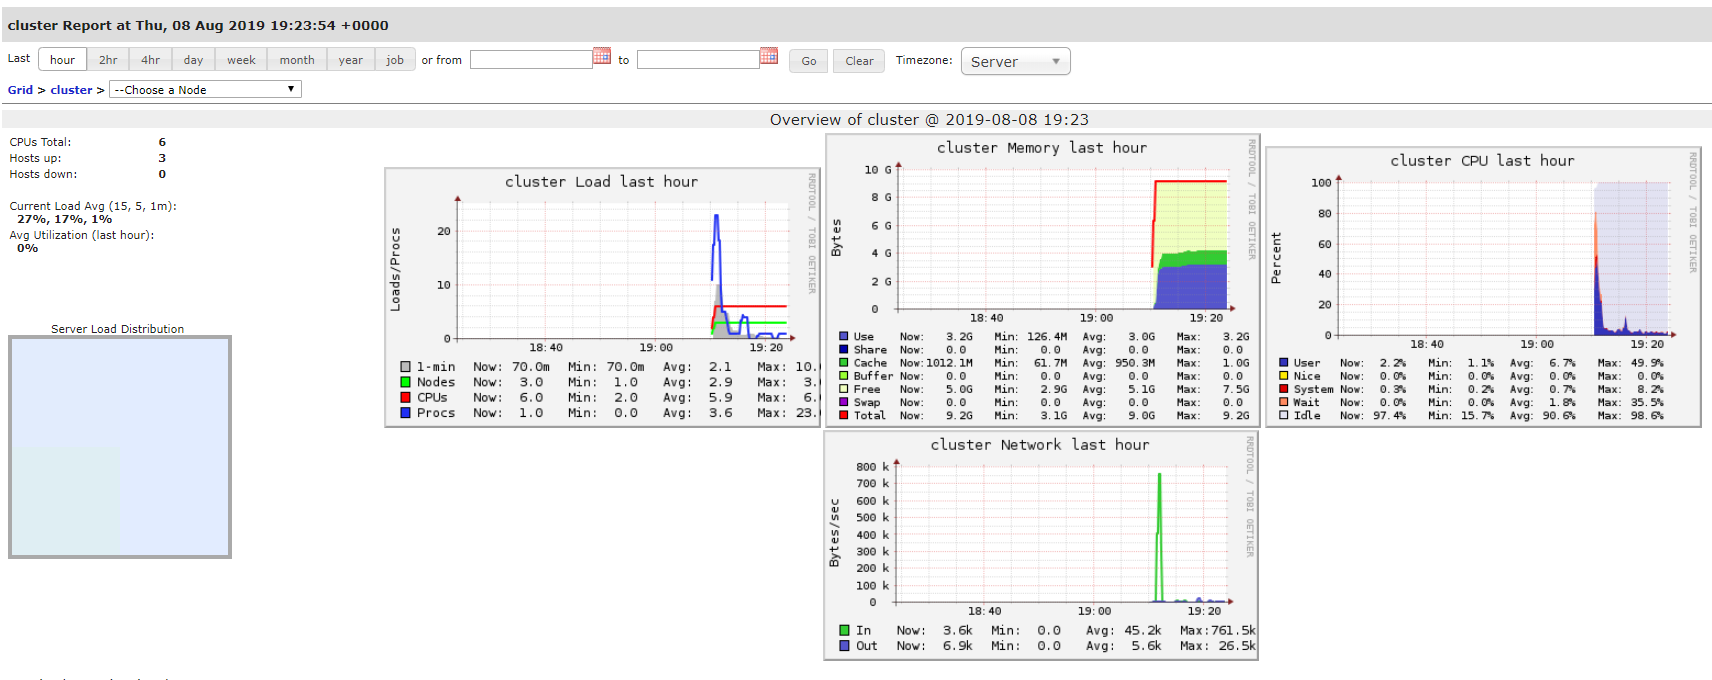 cluster Report at Thu, 08 Aug 2019 19:23:54 +0000
Last hour 2hr 4hr day week month year job or from to Go Clear Timezone: Server
Grid > cluster > --Choose a Node
Overview of cluster @ 2019-08-08 19:23
CPUs Total: 6
Hosts up: 3
Hosts down: 0
Current Load Avg (15, 5, 1m):
27%, 17%, 1%
Avg Utilization (last hour):
0%
Server Load Distribution
cluster Load last hour
RRDTOOL / TOBI OETIKER
Loads/Procs
20
10
0
18:40 19:00 19:20
1-min Now: 70.0m Min: 70.0m Avg: 2.1 Max: 10.
Nodes Now: 3.0 Min: 1.0 Avg: 2.9 Max: 3.
CPUs Now: 6.0 Min: 2.0 Avg: 5.9 Max: 6.
Procs Now: 1.0 Min: 0.0 Avg: 3.6 Max: 23.
cluster Memory last hour
RRDTOOL / TOBI OETIKER
Bytes
10 G
8 G
6 G
4 G
2 G
0
18:40 19:00 19:20
Use Now: 3.2G Min: 126.4M Avg: 3.0G Max: 3.2G
Share Now: 0.0 Min: 0.0 Avg: 0.0 Max: 0.0
Cache Now:1012.1M Min: 61.7M Avg: 950.3M Max: 1.0G
Buffer Now: 0.0 Min: 0.0 Avg: 0.0 Max: 0.0
Free Now: 5.0G Min: 2.9G Avg: 5.1G Max: 7.5G
Swap Now: 0.0 Min: 0.0 Avg: 0.0 Max: 0.0
Total Now: 9.2G Min: 3.1G Avg: 9.0G Max: 9.2G
cluster CPU last hour
RRDTOOL / TOBI OETIKER
Percent
100
80
60
40
20
0
18:40 19:00 19:20
User Now: 2.2% Min: 1.1% Avg: 6.7% Max: 49.9%
Nice Now: 0.0% Min: 0.0% Avg: 0.0% Max: 0.0%
System Now: 0.3% Min: 0.2% Avg: 0.7% Max: 8.2%
Wait Now: 0.0% Min: 0.0% Avg: 1.8% Max: 35.5%
Idle Now: 97.4% Min: 15.7% Avg: 90.6% Max: 98.6%
cluster Network last hour
RRDTOOL / TOBI OETIKER
Bytes/sec
800 k
700 k
600 k
500 k
400 k
300 k
200 k
100 k
0
18:40 19:00 19:20
In Now: 3.6k Min: 0.0 Avg: 45.2k Max:761.5k
Out Now: 6.9k Min: 0.0 Avg: 5.6k Max: 26.5k